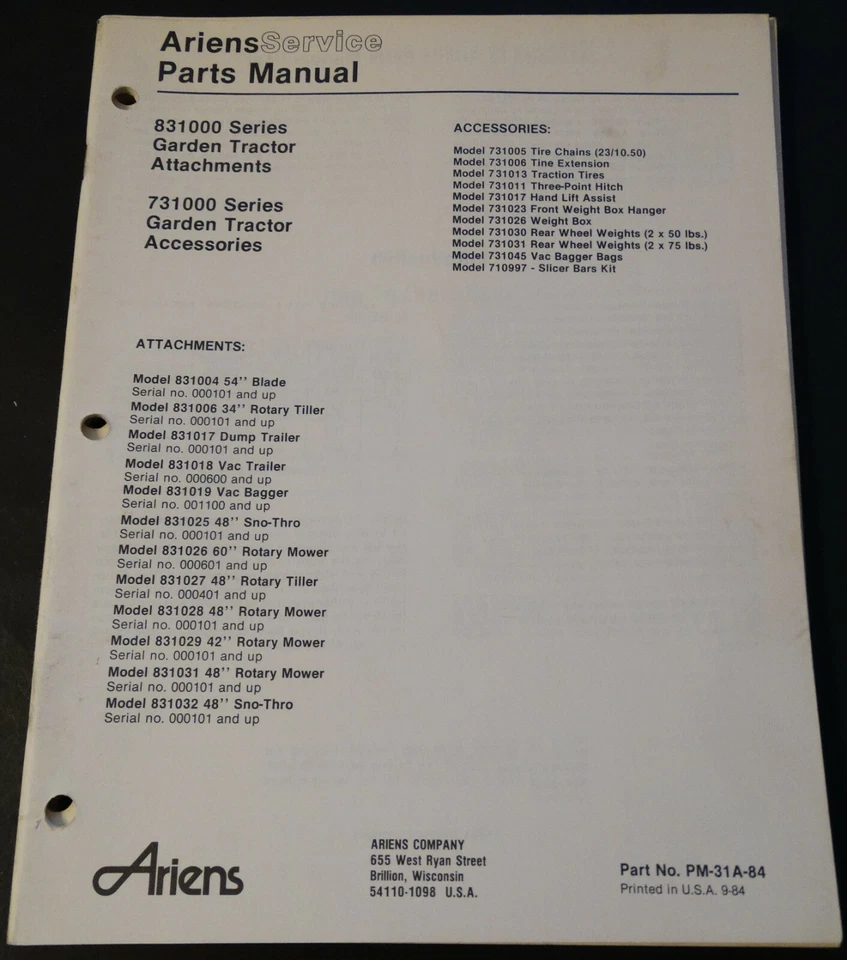 AriensService
Parts Manual
831000 Series
Garden Tractor
Attachments
731000 Series
Garden Tractor
Accessories
ACCESSORIES:
Model 731005 Tire Chains (23/10.50)
Model 731006 Tine Extension
Model 731013 Traction Tires
Model 731011 Three-Point Hitch
Model 731017 Hand Lift Assist
Model 731023 Front Weight Box Hanger
Model 731026 Weight Box
Model 731030 Rear Wheel Weights (2 x 50 lbs.)
Model 731031 Rear Wheel Weights (2 x 75 lbs.)
Model 731045 Vac Bagger Bags
Model 710997 - Slicer Bars Kit
ATTACHMENTS:
Model 831004 54'' Blade
Serial no. 000101 and up
Model 831006 34'' Rotary Tiller
Serial no. 000101 and up
Model 831017 Dump Trailer
Serial no. 000101 and up
Model 831018 Vac Trailer
Serial no. 000600 and up
Model 831019 Vac Bagger
Serial no. 001100 and up
Model 831025 48'' Sno-Thro
Serial no. 000101 and up
Model 831026 60'' Rotary Mower
Serial no. 000601 and up
Model 831027 48'' Rotary Tiller
Serial no. 000401 and up
Model 831028 48'' Rotary Mower
Serial no. 000101 and up
Model 831029 42'' Rotary Mower
Serial no. 000101 and up
Model 831031 48'' Rotary Mower
Serial no. 000101 and up
Model 831032 48'' Sno-Thro
Serial no. 000101 and up
Ariens
ARIENS COMPANY
655 West Ryan Street
Brillion, Wisconsin
54110-1098 U.S.A.
Part No. PM-31A-84
Printed in U.S.A. 9-84